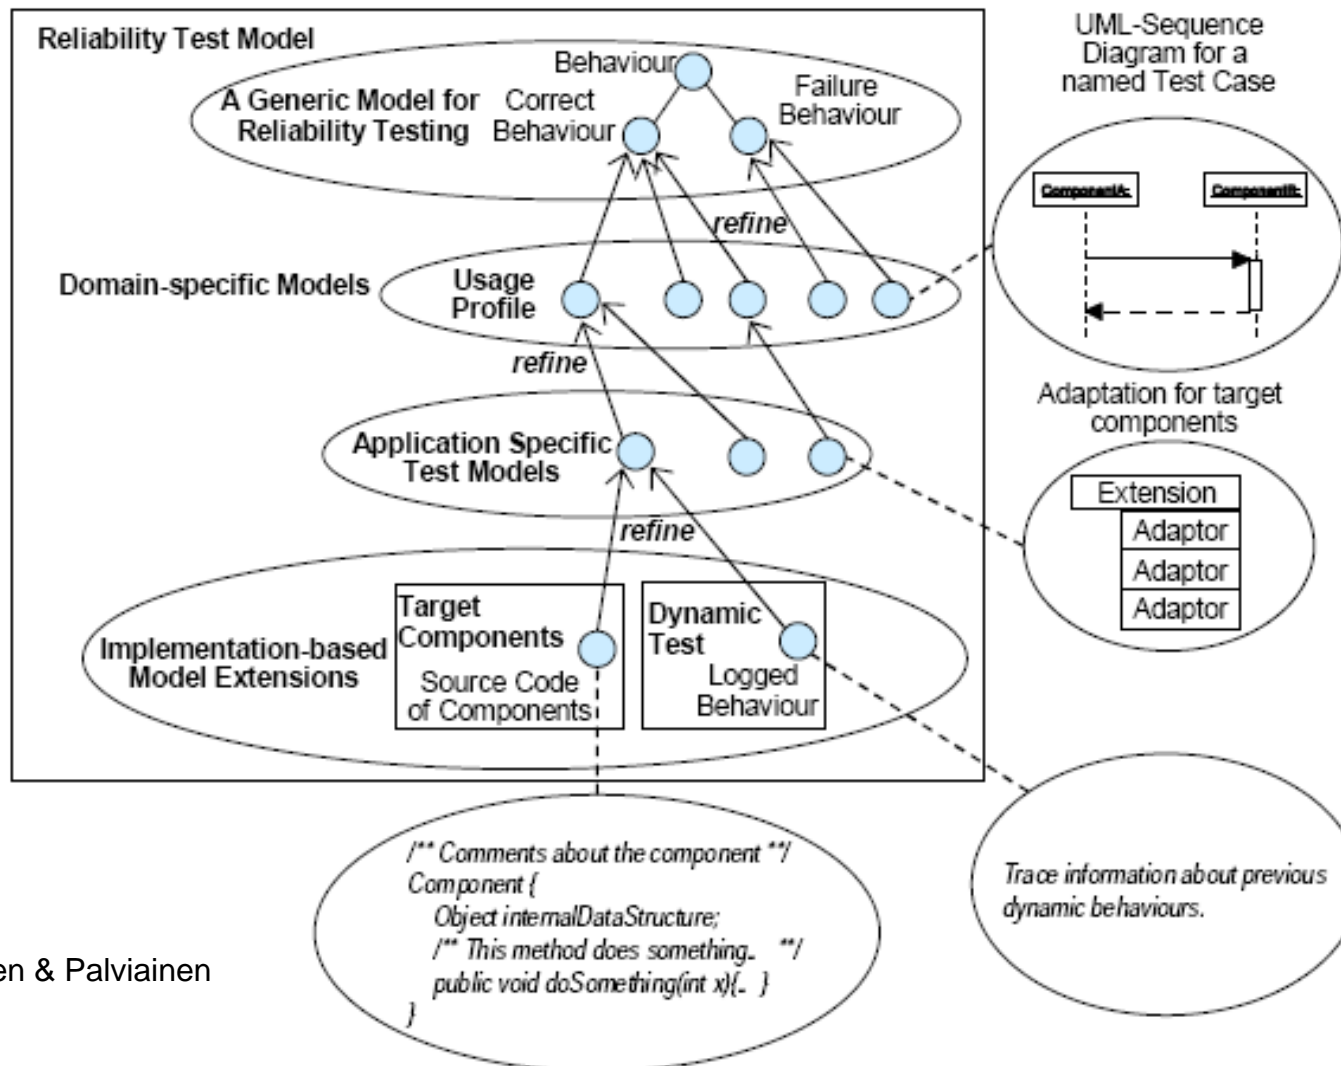 Reliability Test Model
Behaviour
A Generic Model for
Reliability Testing
Correct
Behaviour
Failure
Behaviour
refine
Domain-specific Models
Usage
Profile
refine
Application Specific
Test Models
refine
Implementation-based
Model Extensions
Target
Components
Source Code
of Components
Dynamic
Test
Logged
Behaviour
UML-Sequence
Diagram for a
named Test Case
ComponentA:
ComponentB:
Adaptation for target
components
Extension
Adaptor
Adaptor
Adaptor
/** Comments about the component **/
Component {
Object internalDataStructure;
/** This method does something.. **/
public void doSomething(int x){.. }
}
Trace information about previous
dynamic behaviours.
en & Palviainen